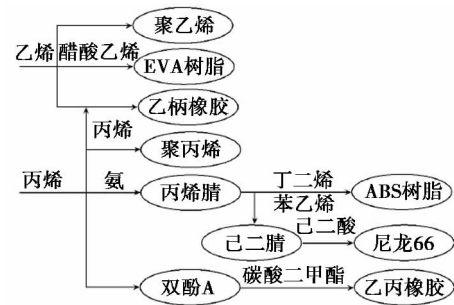 聚乙烯
乙烯 醋酸乙烯 EVA树脂
乙柄橡胶
丙烯
聚丙烯
丙烯 氨 丙烯腈 丁二烯 苯乙烯 ABS树脂
己二腈 己二酸 尼龙66
双酚A 碳酸二甲酯 乙丙橡胶